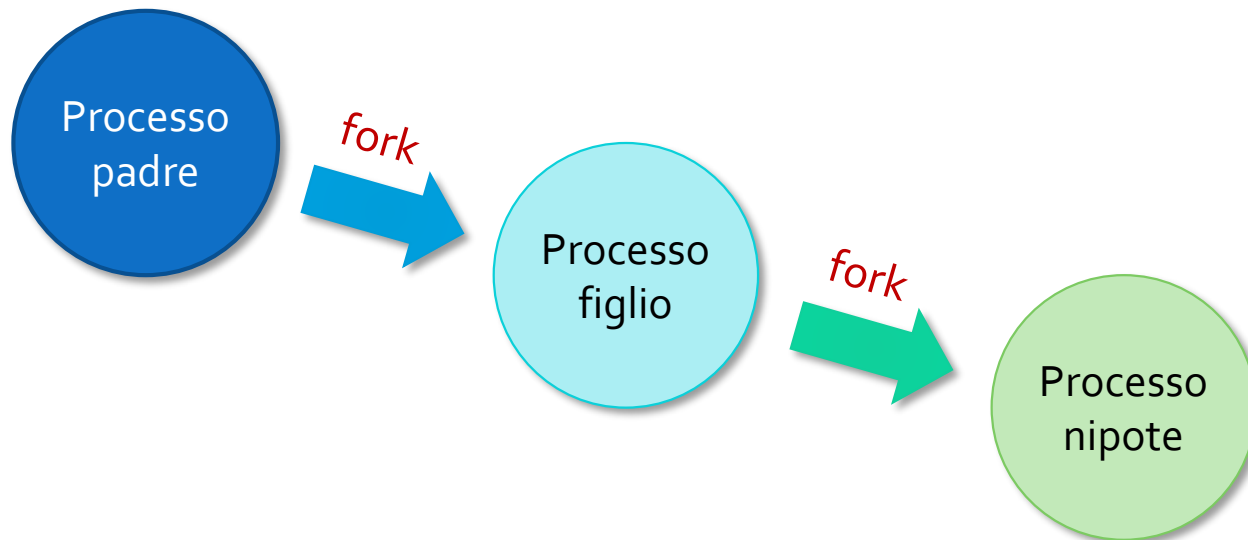 Processo
padre
fork
Processo
figlio
fork
Processo
nipote